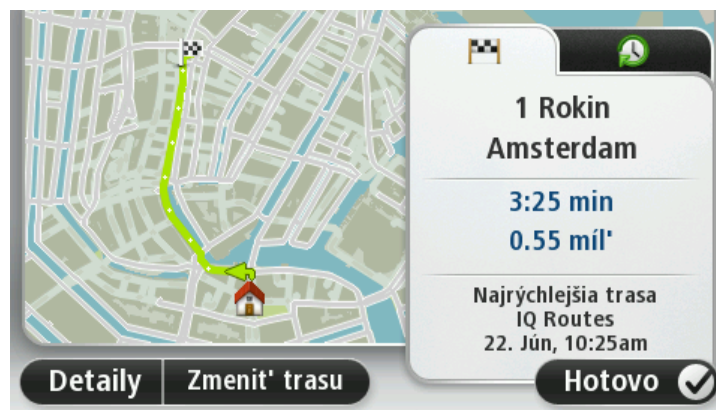 1 Rokin
Amsterdam
3:25 min
0.55 míl'
Najrýchlejšia trasa
IQ Routes
22. Jún, 10:25am
Detaily
Zmenit' trasu
Hotovo